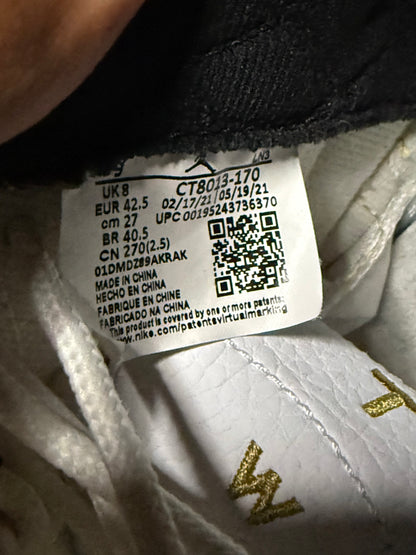 LN3
UK 8
CT8013-170
EUR 42.5
02/17/21 / 05/19/21
cm 27
UPC 00195243736370
BR 40.5
CN 270(2.5)
01DMDZ89AKRAK
MADE IN CHINA
HECHO EN CHINA
FABRIQUE EN CHINE
FABRICADO NA CHINA
This product is covered by one or more patents:
www.nike.com/patentsvirtualmarking